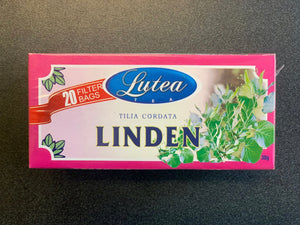 20 FILTER
BAGS
Lutea
TEA
TILIA CORDATA
LINDEN